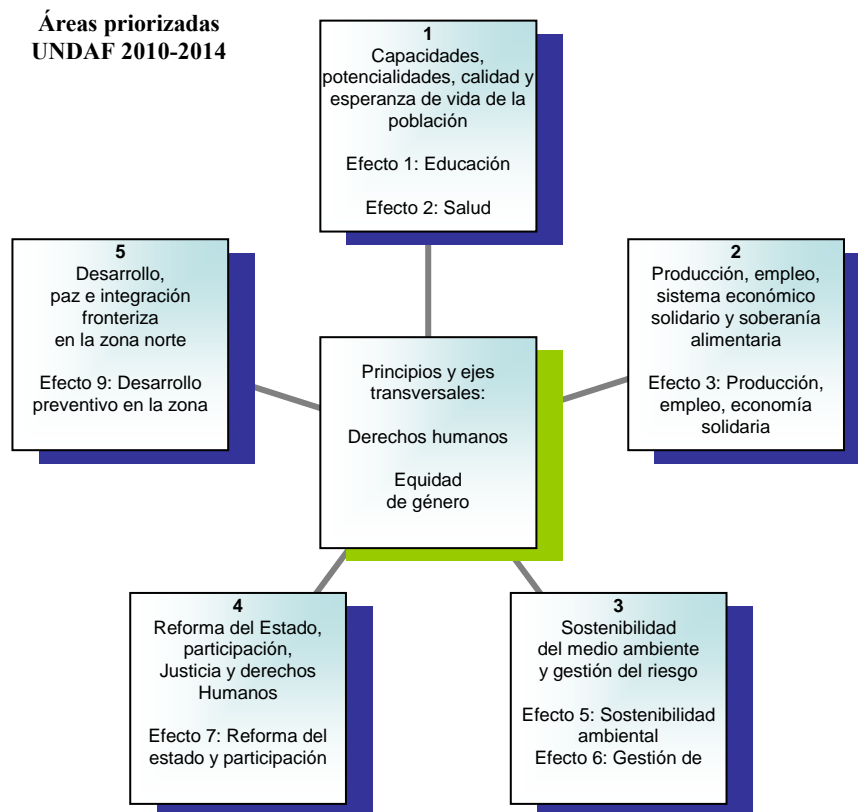 Áreas priorizadas
UNDAF 2010-2014
1
Capacidades,
potencialidades, calidad y
esperanza de vida de la
población
Efecto 1: Educación
Efecto 2: Salud
5
Desarrollo,
paz e integración
fronteriza
en la zona norte
Efecto 9: Desarrollo
preventivo en la zona
2
Producción, empleo,
sistema económico
solidario y soberanía
alimentaria
Efecto 3: Producción,
empleo, economía
solidaria
Principios y ejes
transversales:
Derechos humanos
Equidad
de género
4
Reforma del Estado,
participación,
Justicia y derechos
Humanos
Efecto 7: Reforma del
estado y participación
3
Sostenibilidad
del medio ambiente
y gestión del riesgo
Efecto 5: Sostenibilidad
ambiental
Efecto 6: Gestión de